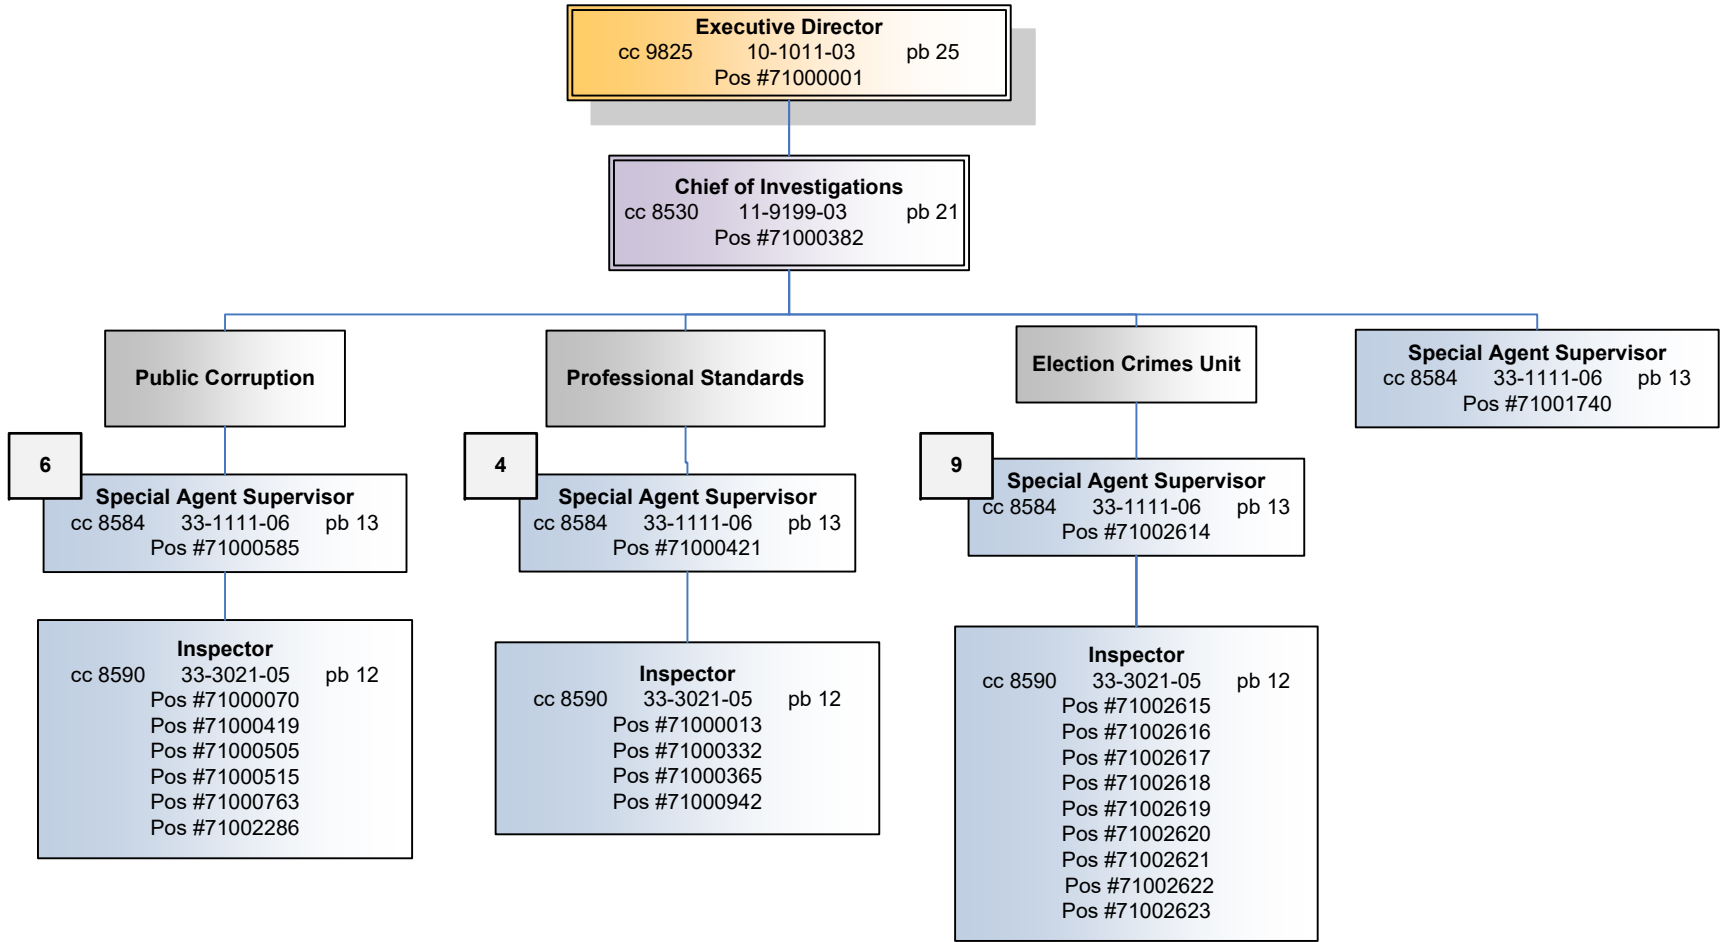 Executive Director
cc 9825 10-1011-03 pb 25
Pos #71000001
Chief of Investigations
cc 8530 11-9199-03 pb 21
Pos #71000382
Public Corruption
6
Special Agent Supervisor
cc 8584 33-1111-06 pb 13
Pos #71000585
Inspector
cc 8590 33-3021-05 pb 12
Pos #71000070
Pos #71000419
Pos #71000505
Pos #71000515
Pos #71000763
Pos #71002286
Professional Standards
4
Special Agent Supervisor
cc 8584 33-1111-06 pb 13
Pos #71000421
Inspector
cc 8590 33-3021-05 pb 12
Pos #71000013
Pos #71000332
Pos #71000365
Pos #71000942
Election Crimes Unit
9
Special Agent Supervisor
cc 8584 33-1111-06 pb 13
Pos #71002614
Inspector
cc 8590 33-3021-05 pb 12
Pos #71002615
Pos #71002616
Pos #71002617
Pos #71002618
Pos #71002619
Pos #71002620
Pos #71002621
Pos #71002622
Pos #71002623
Special Agent Supervisor
cc 8584 33-1111-06 pb 13
Pos #71001740